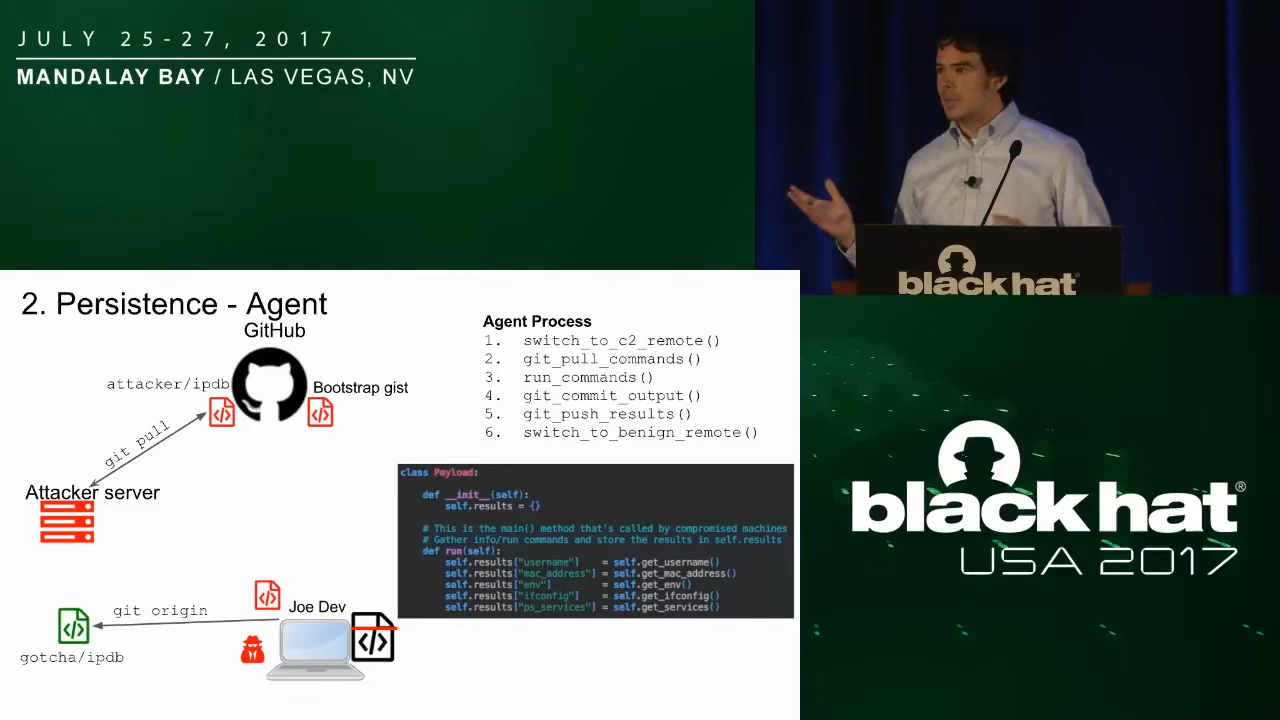 JULY 25-27, 2017
MANDALAY BAY / LAS VEGAS, NV
black hat
2. Persistence - Agent
GitHub
attacker/ipdb
Bootstrap gist
git pull
Attacker server
Joe Dev
git origin
gotcha/ipdb
Agent Process
1. switch_to_c2_remote()
2. git_pull_commands()
3. run_commands()
4. git_commit_output()
5. git_push_results()
6. switch_to_benign_remote()
class Payload:
def __init__(self):
self.results = {}
# This is the main() method that's called by compromised machines
# Gather info/run commands and store the results in self.results
def run(self):
self.results["username"] = self.get_username()
self.results["mac_address"] = self.get_mac_address()
self.results["env"] = self.get_env()
self.results["ifconfig"] = self.get_ifconfig()
self.results["ps_services"] = self.get_services()
black hat®
USA 2017